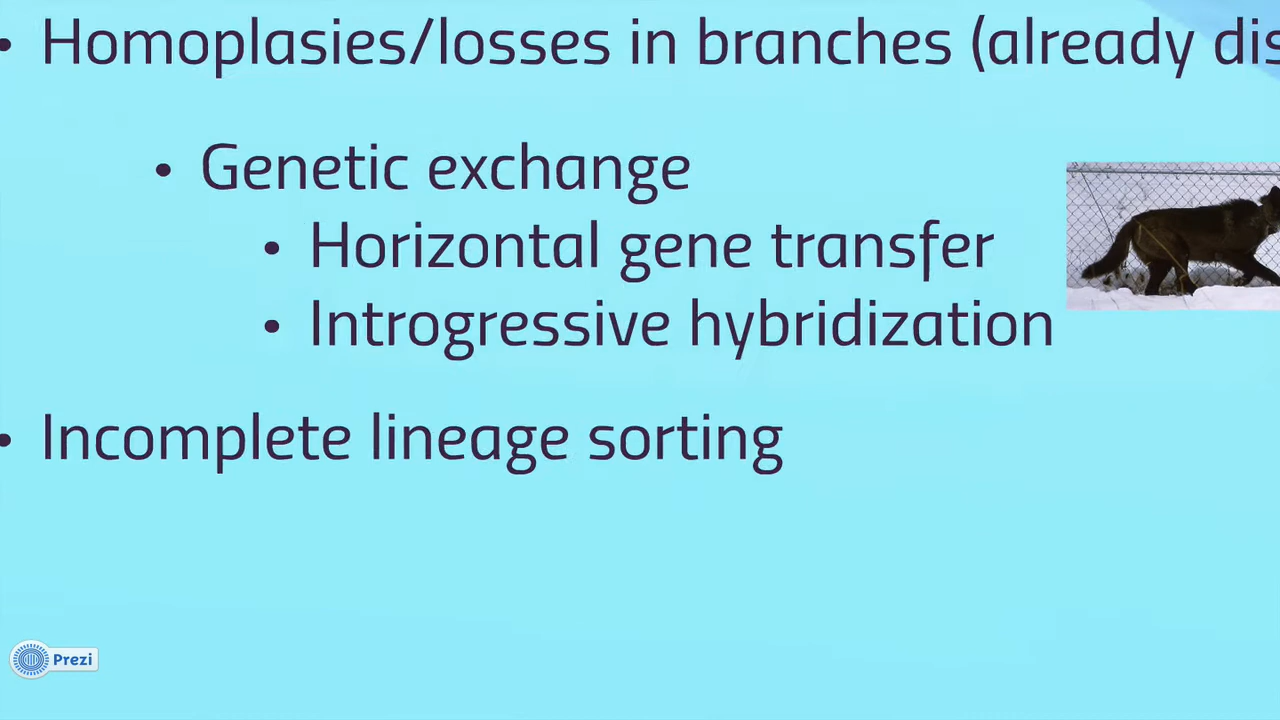 • Homoplasies/losses in branches (already dis
• Genetic exchange
• Horizontal gene transfer
• Introgressive hybridization
• Incomplete lineage sorting
Prezi